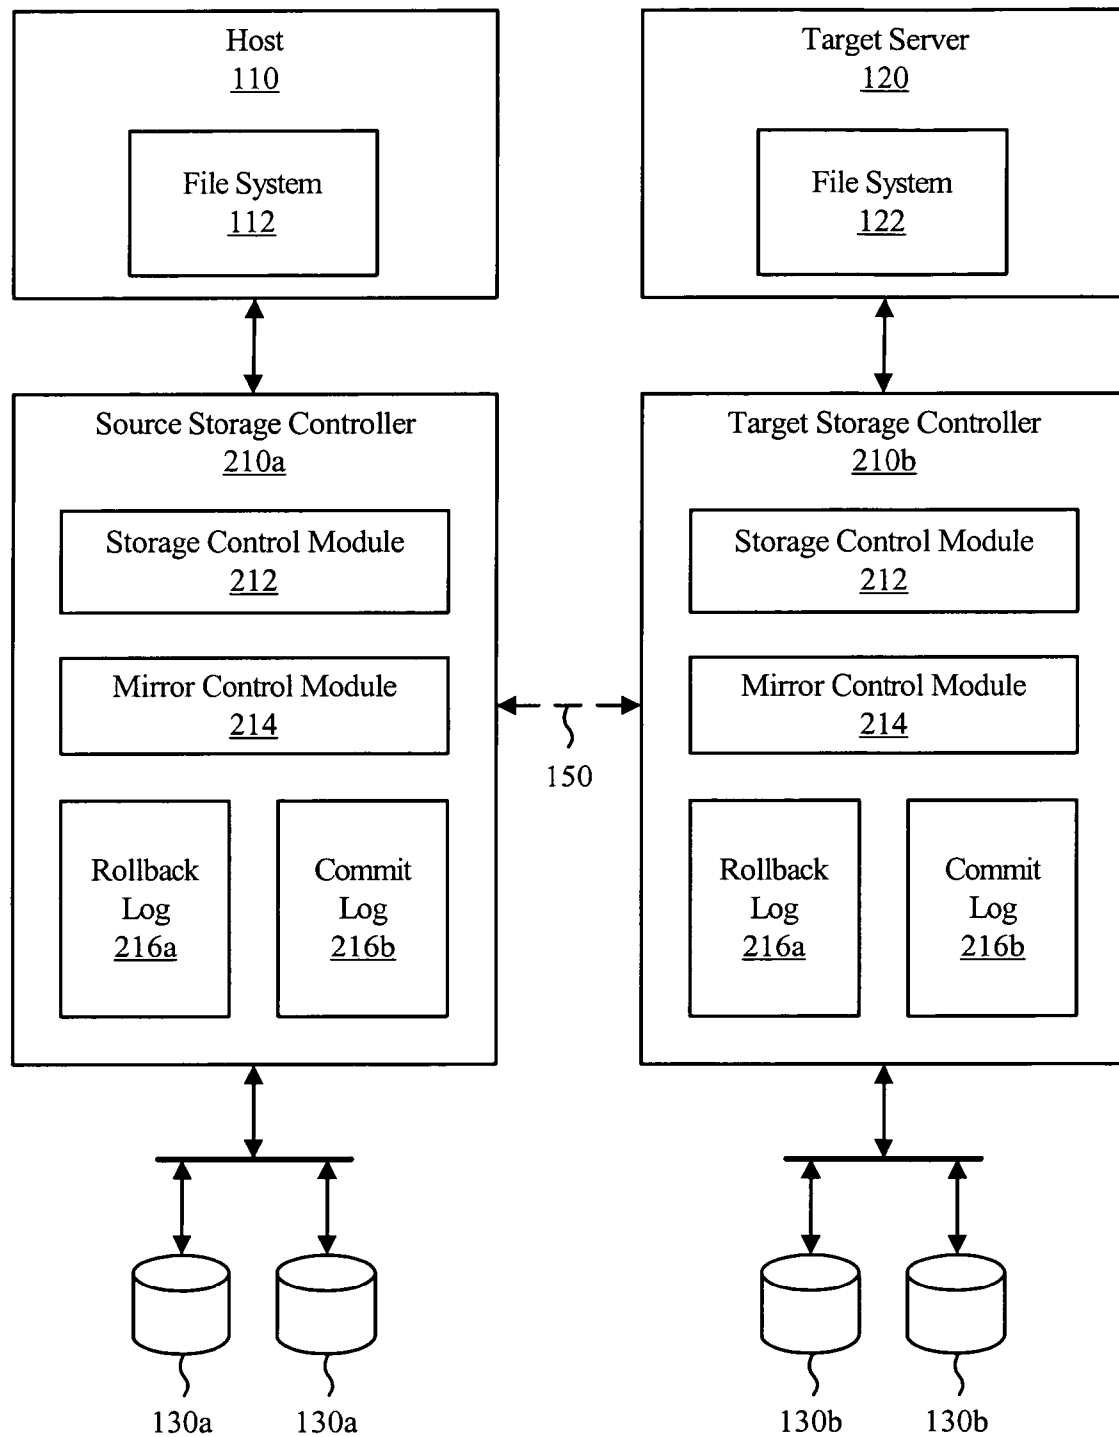 Host
110
File System
112
Target Server
120
File System
122
Source Storage Controller
210a
Storage Control Module
212
Mirror Control Module
214
Rollback
Log
216a
Commit
Log
216b
150
Target Storage Controller
210b
Storage Control Module
212
Mirror Control Module
214
Rollback
Log
216a
Commit
Log
216b
130a
130a
130b
130b